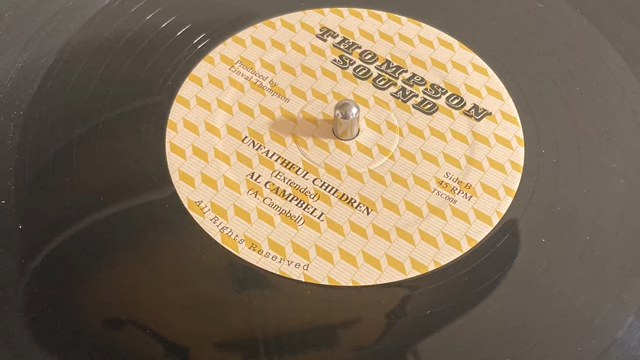 THOMPSON
SOUND
Produced by
Linval Thompson
Side B
45 RPM
TSC008
UNFAITHFUL CHILDREN
(Extended)
AL CAMPBELL
(A. Campbell)
All Rights Reserved